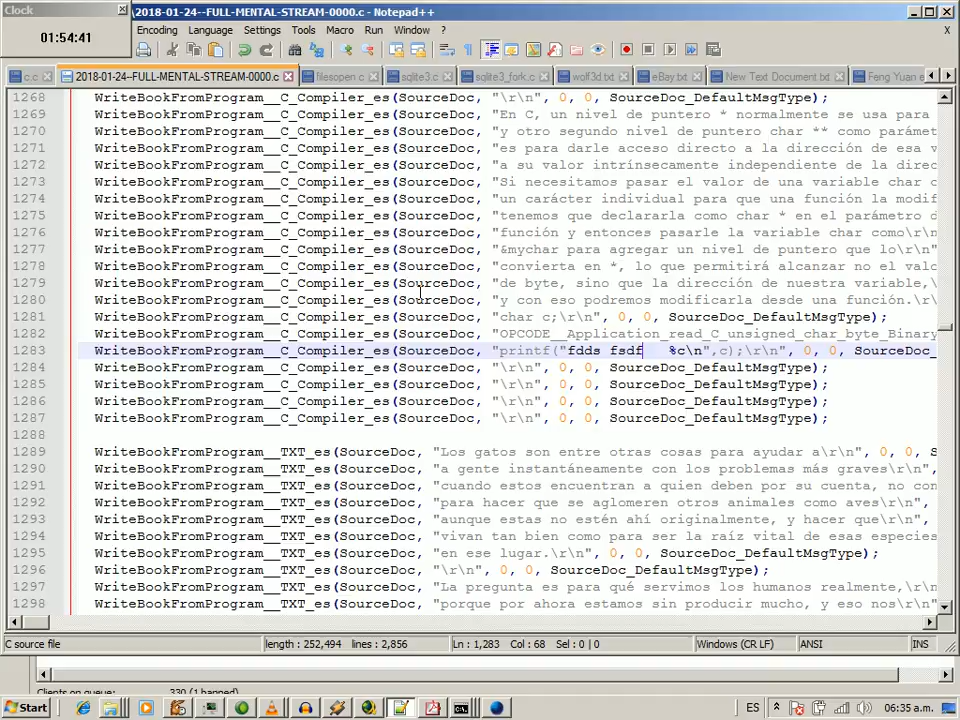 Clock
\2018-01-24--FULL-MENTAL-STREAM-0000.c - Notepad++
01:54:41
Encoding Language Settings Tools Macro Run Window ? X
c.c 2018-01-24--FULL-MENTAL-STREAM-0000.c filesopen.c sqlite3.c sqlite3_fork.c wolf3d.txt eBay.txt New Text Document.txt Feng Yuan e
1268 WriteBookFromProgram__C_Compiler_es(SourceDoc, "\r\n", 0, 0, SourceDoc_DefaultMsgType);
1269 WriteBookFromProgram__C_Compiler_es(SourceDoc, "En C, un nivel de puntero * normalmente se usa para
1270 WriteBookFromProgram__C_Compiler_es(SourceDoc, "y otro segundo nivel de puntero char ** como parámet
1271 WriteBookFromProgram__C_Compiler_es(SourceDoc, "es para darle acceso directo a la dirección de esa v
1272 WriteBookFromProgram__C_Compiler_es(SourceDoc, "a su valor intrínsecamente independiente de la direc
1273 WriteBookFromProgram__C_Compiler_es(SourceDoc, "Si necesitamos pasar el valor de una variable char c
1274 WriteBookFromProgram__C_Compiler_es(SourceDoc, "un carácter individual para que una función la modif
1275 WriteBookFromProgram__C_Compiler_es(SourceDoc, "tenemos que declararla como char * en el parámetro d
1276 WriteBookFromProgram__C_Compiler_es(SourceDoc, "función y entonces pasarle la variable char como\r\n
1277 WriteBookFromProgram__C_Compiler_es(SourceDoc, "&mychar para agregar un nivel de puntero que lo\r\n"
1278 WriteBookFromProgram__C_Compiler_es(SourceDoc, "convierta en *, lo que permitirá alcanzar no el valo
1279 WriteBookFromProgram__C_Compiler_es(SourceDoc, "de byte, sino que la dirección de nuestra variable,\
1280 WriteBookFromProgram__C_Compiler_es(SourceDoc, "y con eso podremos modificarla desde una función.\r
1281 WriteBookFromProgram__C_Compiler_es(SourceDoc, "char c;\r\n", 0, 0, SourceDoc_DefaultMsgType);
1282 WriteBookFromProgram__C_Compiler_es(SourceDoc, "OPCODE__Application_read_C_unsigned_char_byte_Binary
1283 WriteBookFromProgram__C_Compiler_es(SourceDoc, "printf("fdds fsdf %c\n",c);\r\n", 0, 0, SourceDoc_
1284 WriteBookFromProgram__C_Compiler_es(SourceDoc, "\r\n", 0, 0, SourceDoc_DefaultMsgType);
1285 WriteBookFromProgram__C_Compiler_es(SourceDoc, "\r\n", 0, 0, SourceDoc_DefaultMsgType);
1286 WriteBookFromProgram__C_Compiler_es(SourceDoc, "\r\n", 0, 0, SourceDoc_DefaultMsgType);
1287 WriteBookFromProgram__C_Compiler_es(SourceDoc, "\r\n", 0, 0, SourceDoc_DefaultMsgType);
1288
1289 WriteBookFromProgram__TXT_es(SourceDoc, "Los gatos son entre otras cosas para ayudar a\r\n", 0, 0, S
1290 WriteBookFromProgram__TXT_es(SourceDoc, "a gente instantáneamente con los problemas más graves\r\n",
1291 WriteBookFromProgram__TXT_es(SourceDoc, "cuando estos encuentran a quien deben por su cuenta, no con
1292 WriteBookFromProgram__TXT_es(SourceDoc, "para hacer que se aglomeren otros animales como aves\r\n",
1293 WriteBookFromProgram__TXT_es(SourceDoc, "aunque estas no estén ahí originalmente, y hacer que\r\n",
1294 WriteBookFromProgram__TXT_es(SourceDoc, "vivan tan bien como para ser la raíz vital de esas especies
1295 WriteBookFromProgram__TXT_es(SourceDoc, "en ese lugar.\r\n", 0, 0, SourceDoc_DefaultMsgType);
1296 WriteBookFromProgram__TXT_es(SourceDoc, "\r\n", 0, 0, SourceDoc_DefaultMsgType);
1297 WriteBookFromProgram__TXT_es(SourceDoc, "La pregunta es para qué servimos los humanos realmente,\r\n
1298 WriteBookFromProgram__TXT_es(SourceDoc, "porque por ahora estamos sin producir mucho, y eso nos\r\n"
C source file length : 252,494 lines : 2,856 Ln : 1,283 Col : 68 Sel : 0 | 0 Windows (CR LF) ANSI INS
Clients on queue: 330 (1 banned)
Start ES 06:35 a.m.